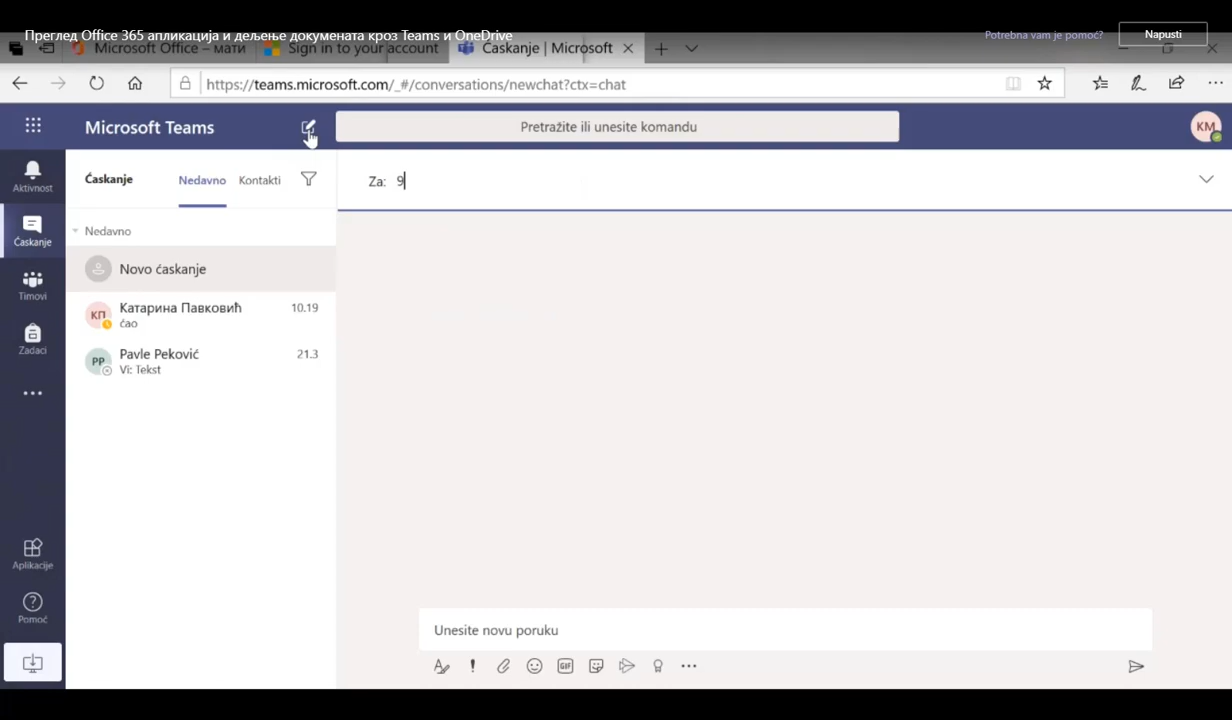 Преглед Office 365 апликација и дељење докумената кроз Teams и OneDrive
Potrebna vam je pomoć?
Napusti
Microsoft Office – мати
Sign in to your account
Ćaskanje | Microsoft
https://teams.microsoft.com/_#/conversations/newchat?ctx=chat
Microsoft Teams
Pretražite ili unesite komandu
KM
Aktivnost
Ćaskanje
Timovi
Zadaci
Aplikacije
Pomoć
Ćaskanje
Nedavno
Kontakti
Nedavno
Novo ćaskanje
КП
Катарина Павковић
10.19
ćao
PP
Pavle Peković
21.3
Vi: Tekst
Za: 9
Unesite novu poruku
GIF